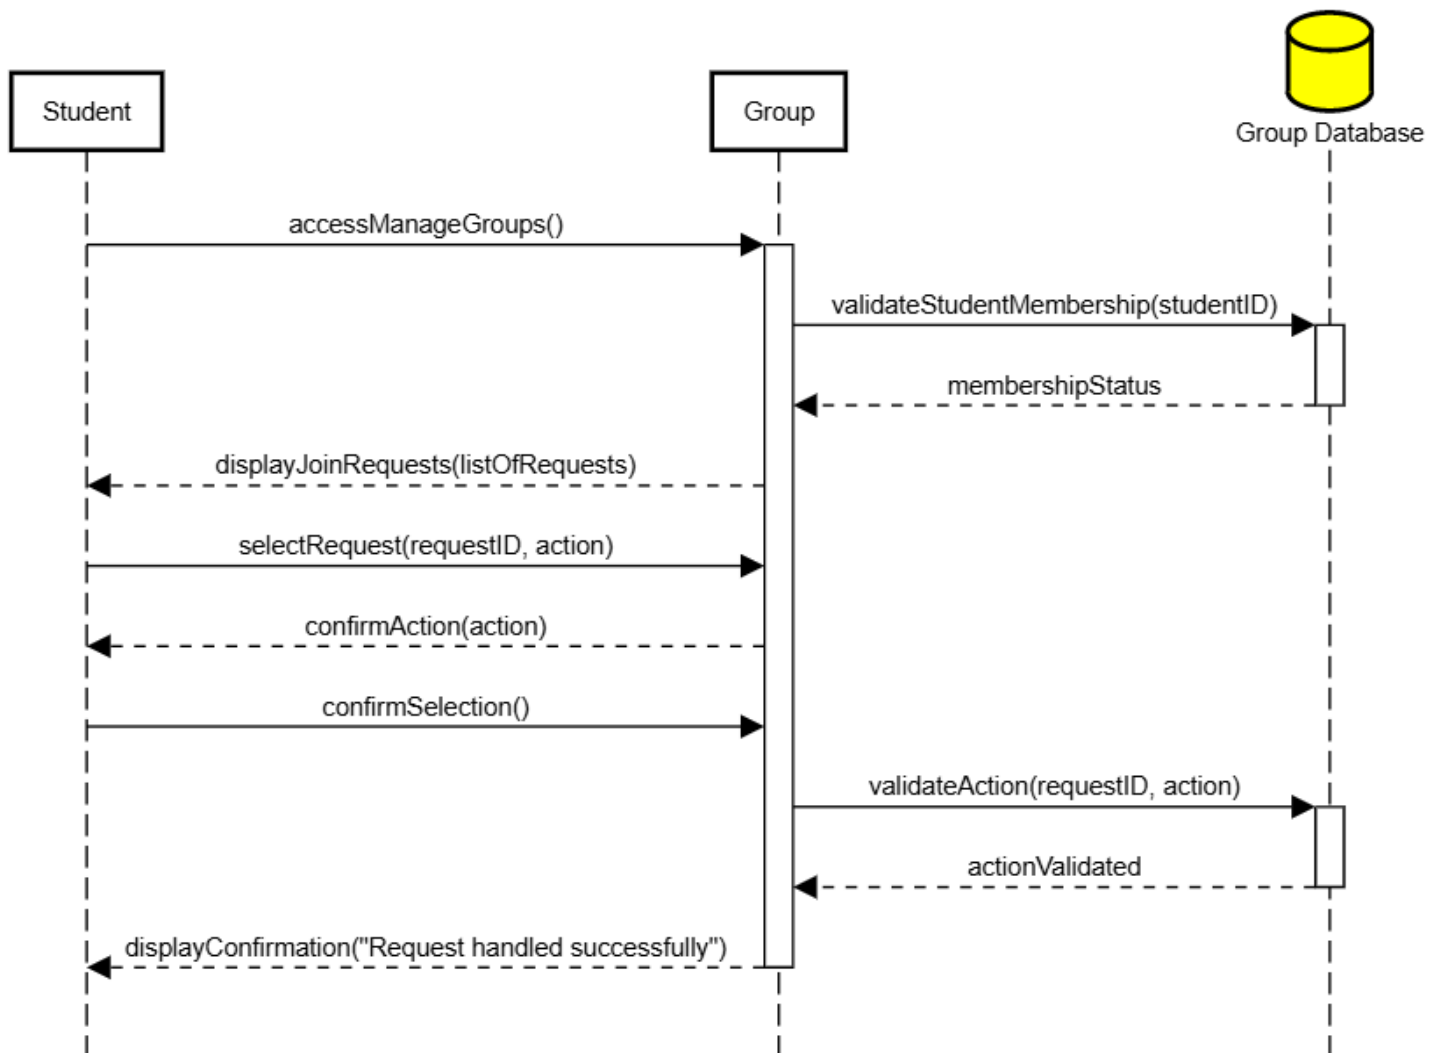 Student
Group
Group Database
accessManageGroups()
validateStudentMembership(studentID)
membershipStatus
displayJoinRequests(listOfRequests)
selectRequest(requestID, action)
confirmAction(action)
confirmSelection()
validateAction(requestID, action)
actionValidated
displayConfirmation("Request handled successfully")